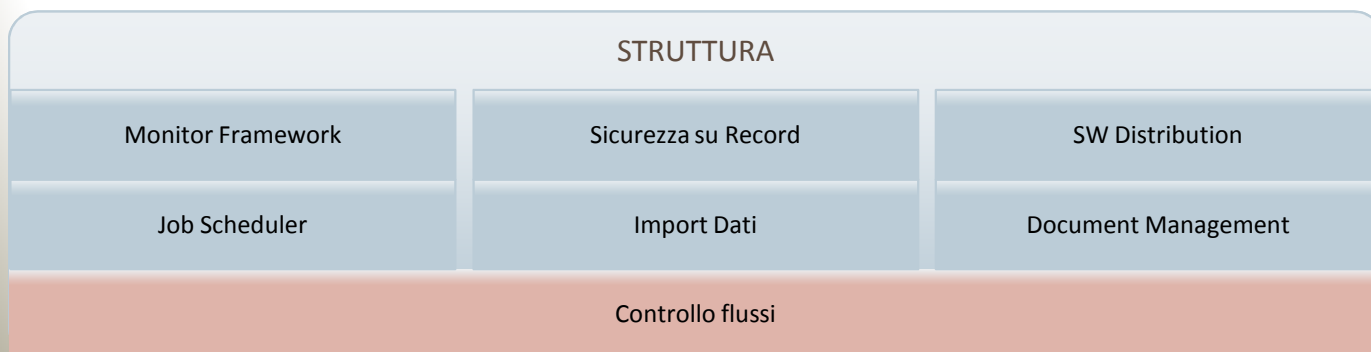 STRUTTURA
Monitor Framework
Sicurezza su Record
SW Distribution
Job Scheduler
Import Dati
Document Management
Controllo flussi